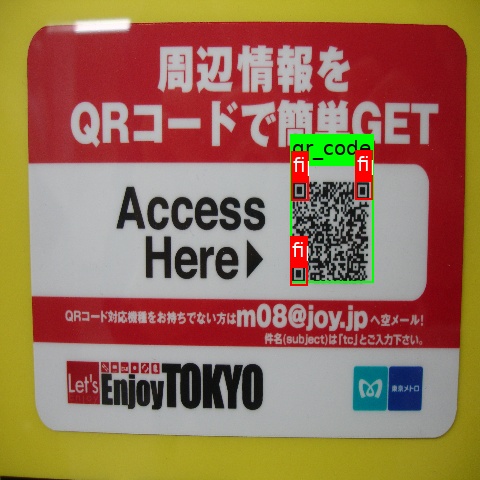 周辺情報を
QRコードで簡単GET
qr_code
fi
fi
Access
Here
fi
QRコード対応機種をお持ちでない方はm08@joy.jpへ空メール!
件名(subject)は「tc」とご入力下さい。
Let's
enjoy
EnjoyTOKYO
東京メトロ